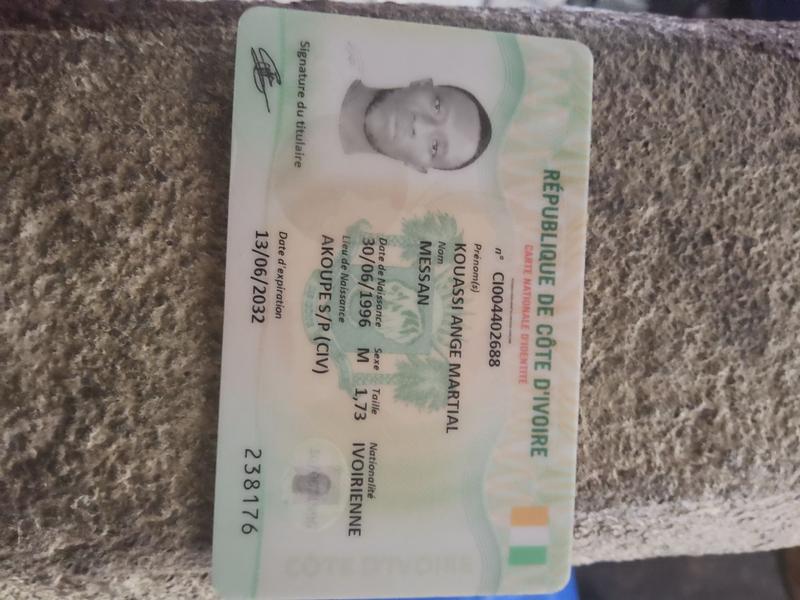 RÉPUBLIQUE DE CÔTE D'IVOIRE
CARTE NATIONALE D'IDENTITÉ
n° CI004402688
Prénom(s)
KOUASSI ANGE MARTIAL
Nom
MESSAN
Date de Naissance Sexe Taille Nationalité
30/06/1996 M 1,73 IVOIRIENNE
Lieu de Naissance
AKOUPE S/P (CIV)
Signature du titulaire
Date d'expiration
13/06/2032
238176
CÔTE D'IVOIRE